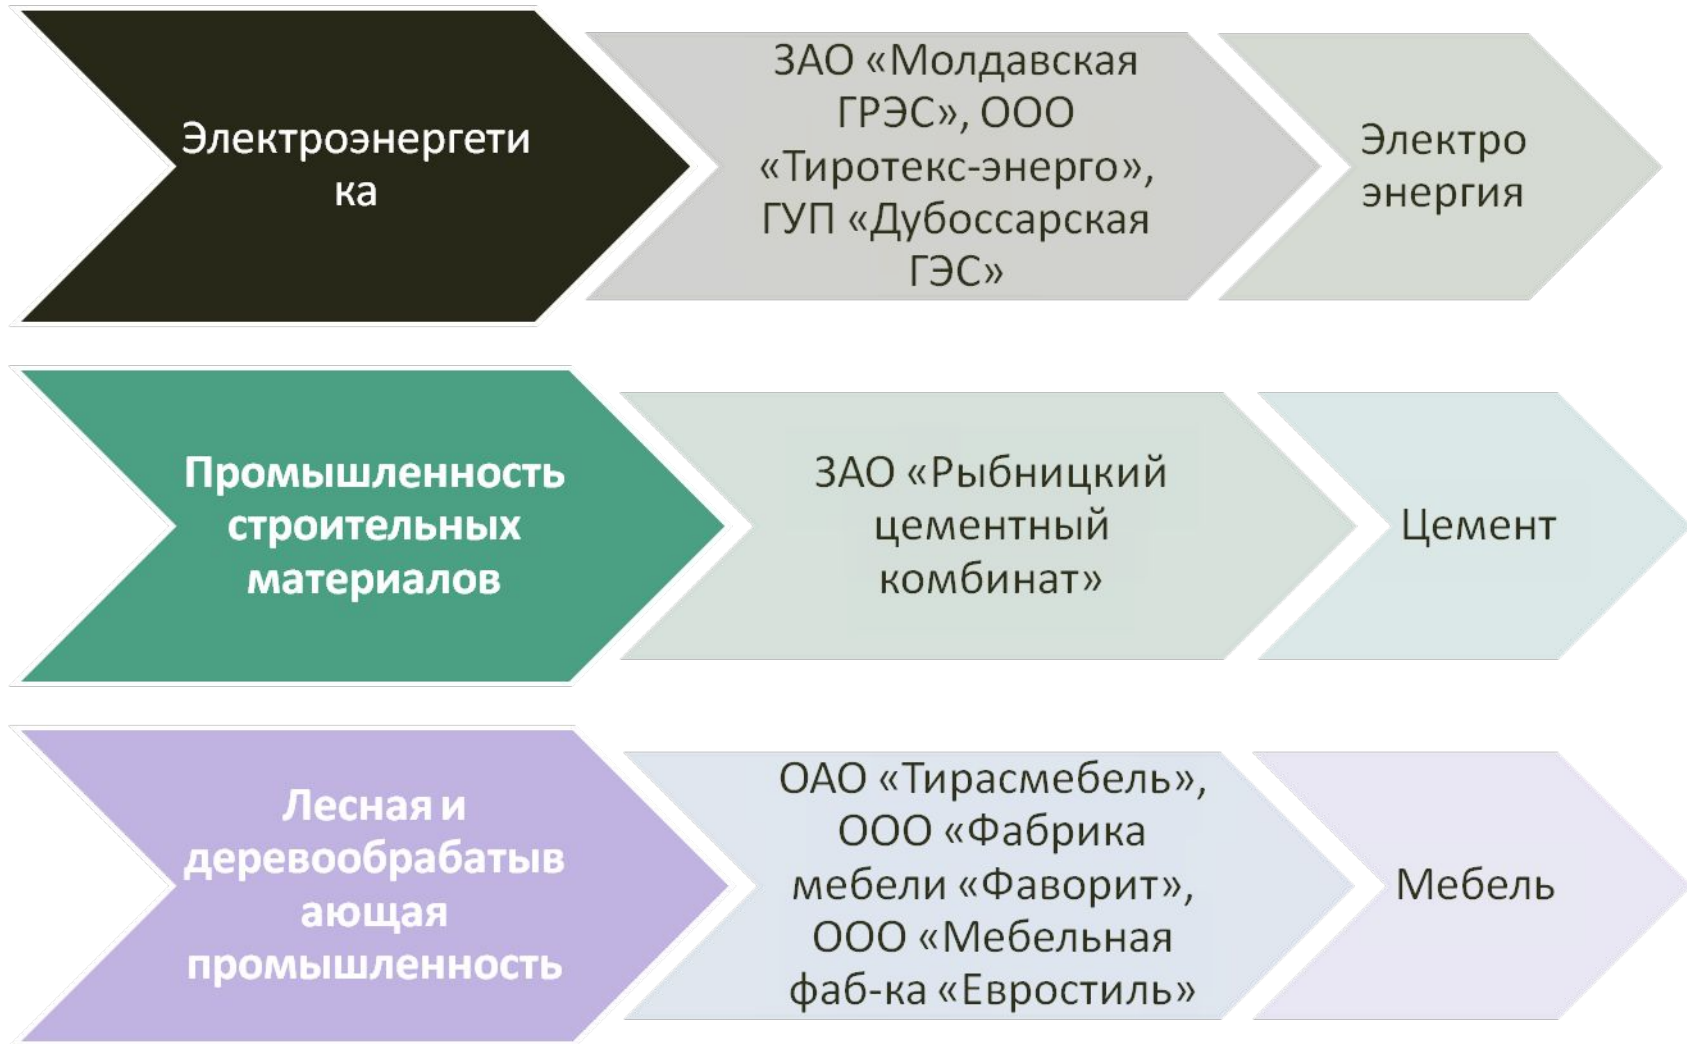 Электроэнергети
ка
ЗАО «Молдавская
ГРЭС», ООО
«Тиротекс-энерго»,
ГУП «Дубоссарская
ГЭС»
Электро
энергия
Промышленность
строительных
материалов
ЗАО «Рыбницкий
цементный
комбинат»
Цемент
Лесная и
деревообрабатыв
ающая
промышленность
ОАО «Тирасмебель»,
ООО «Фабрика
мебели «Фаворит»,
ООО «Мебельная
фаб-ка «Евростиль»
Мебель